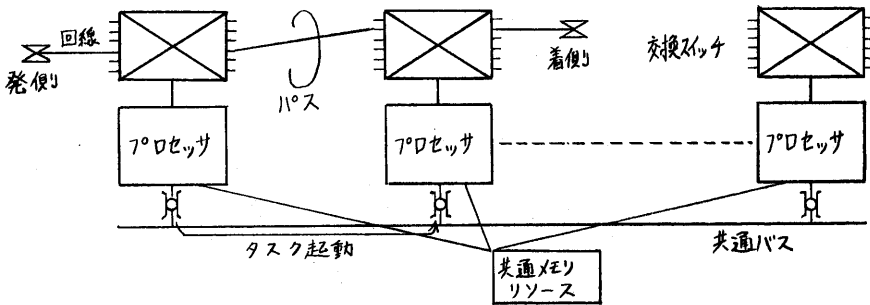 回線
発側
パス
着側
交換スイッチ
プロセッサ
プロセッサ
プロセッサ
タスク起動
共通バス
共通メモリ
リソース